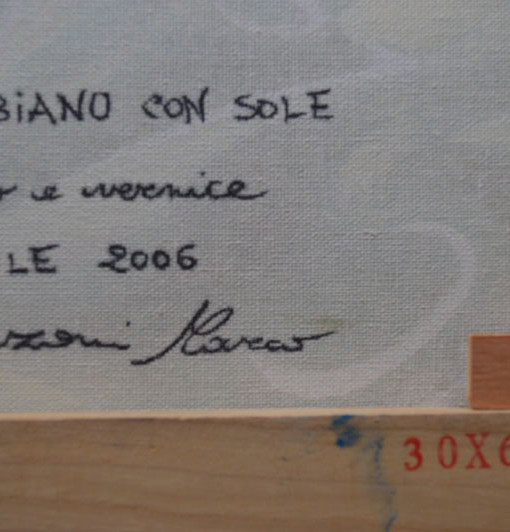 BiANO CON SOLE
e vernice
LE 2006
Marco
30X6